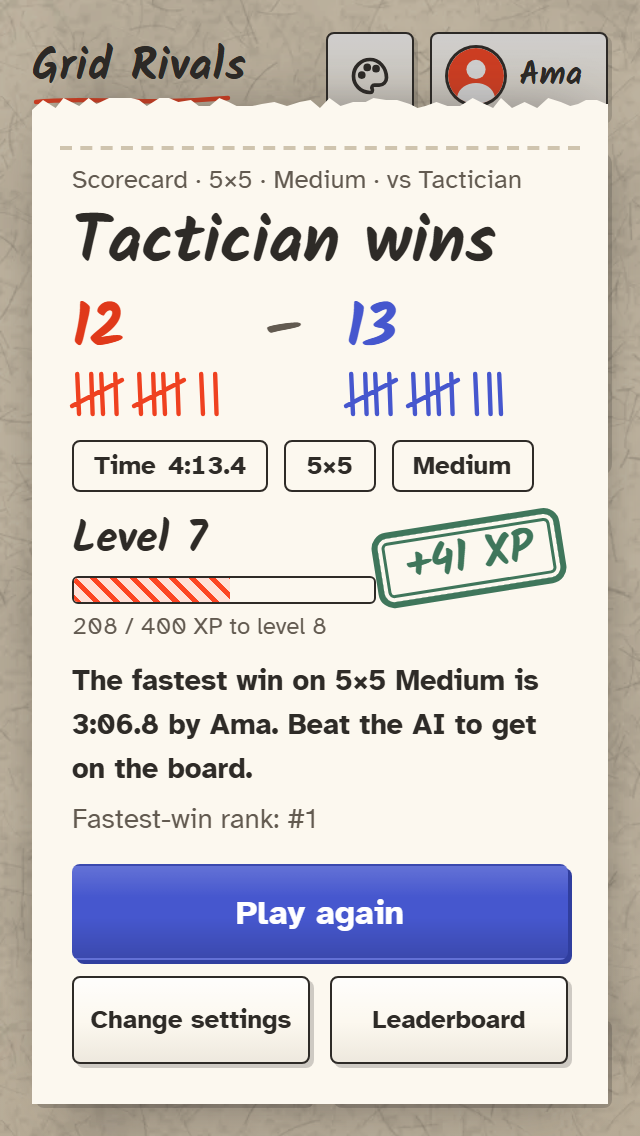 Grid Rivals
Ama
Scorecard · 5×5 · Medium · vs Tactician
Tactician wins
12 – 13
Time 4:13.4
5×5
Medium
Level 7
+41 XP
208 / 400 XP to level 8
The fastest win on 5×5 Medium is
3:06.8 by Ama. Beat the AI to get
on the board.
Fastest-win rank: #1
Play again
Change settings
Leaderboard